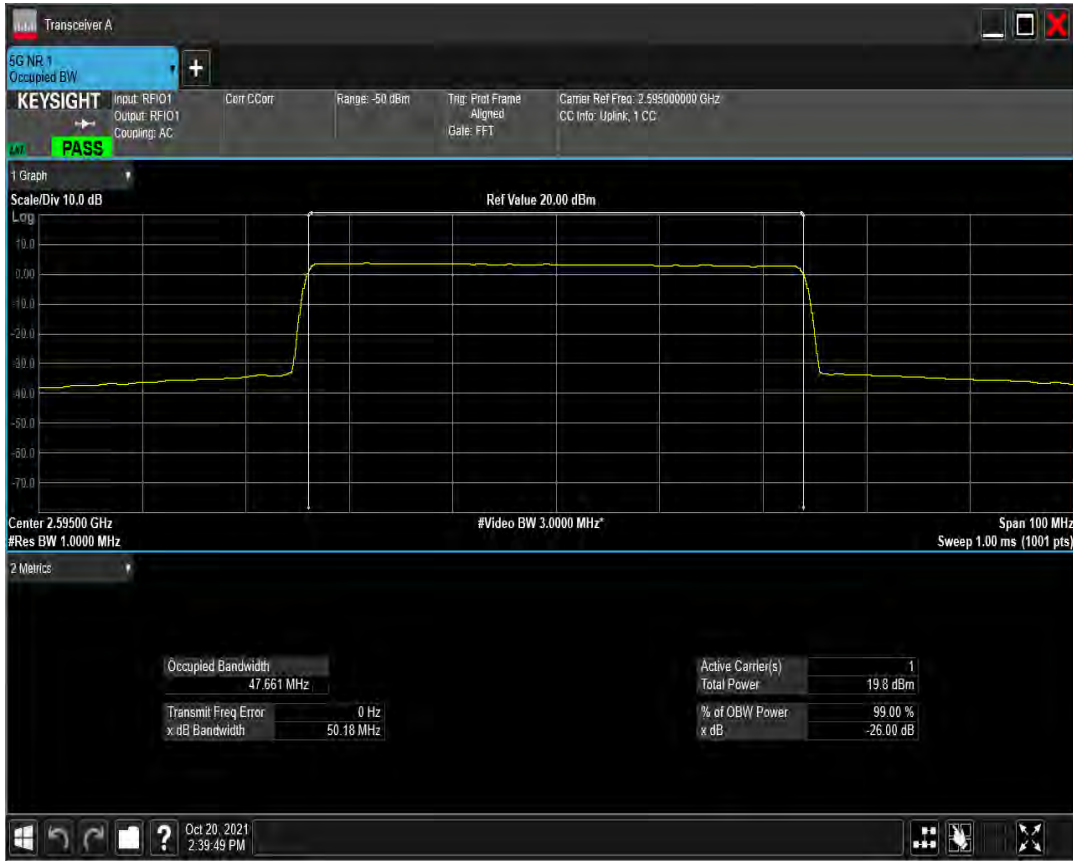 Transceiver A
5G NR 1
Occupied BW
+
KEYSIGHT
Input: RFIO1
Output: RFIO1
Coupling: AC
Corr CCorr
Range: -50 dBm
Trig: Prot Frame
Aligned
Gate: FFT
Carrier Ref Freq: 2.595000000 GHz
CC Info: Uplink, 1 CC
PASS
1 Graph
Scale/Div 10.0 dB
Ref Value 20.00 dBm
Log
10.0
0.00
-10.0
-20.0
-30.0
-40.0
-50.0
-60.0
-70.0
Center 2.59500 GHz
#Video BW 3.0000 MHz*
Span 100 MHz
#Res BW 1.0000 MHz
Sweep 1.00 ms (1001 pts)
2 Metrics
Occupied Bandwidth
47.661 MHz
Transmit Freq Error 0 Hz
x dB Bandwidth 50.18 MHz
Active Carrier(s) 1
Total Power 19.8 dBm
% of OBW Power 99.00 %
x dB -26.00 dB
?
Oct 20, 2021
2:39:49 PM